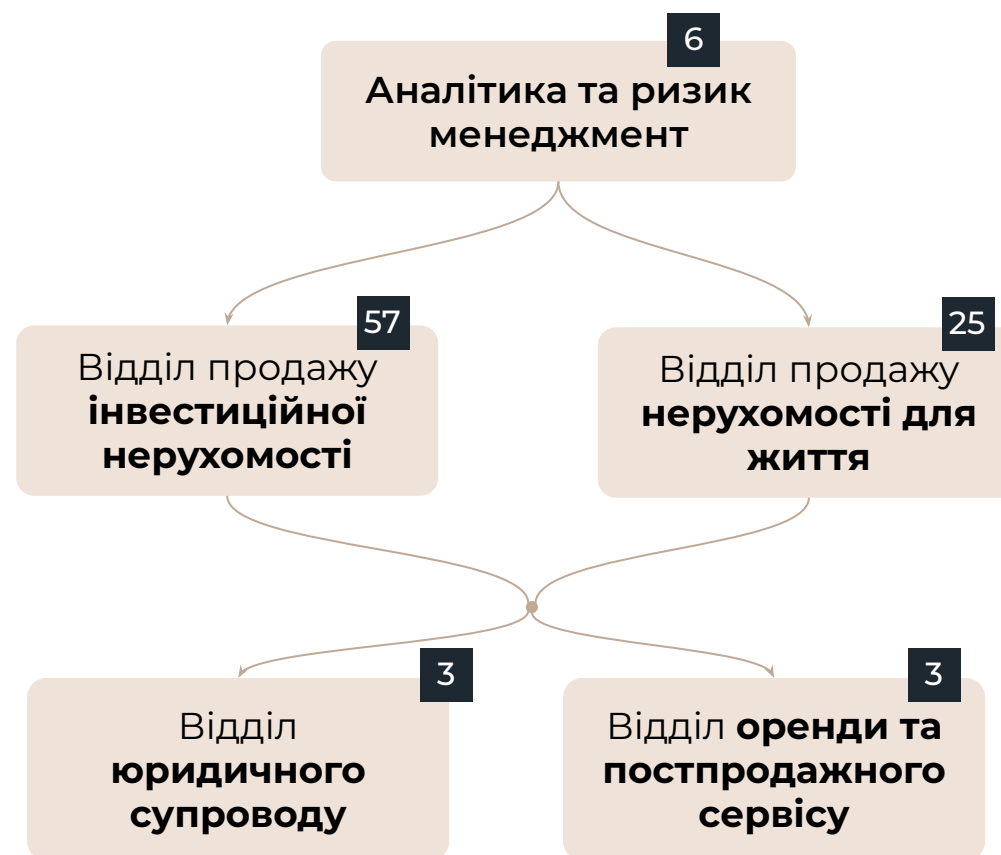 6
Аналітика та ризик
менеджмент
57
Відділ продажу
інвестиційної
нерухомості
25
Відділ продажу
нерухомості для
життя
3
Відділ
юридичного
супроводу
3
Відділ оренди та
постпродажного
сервісу